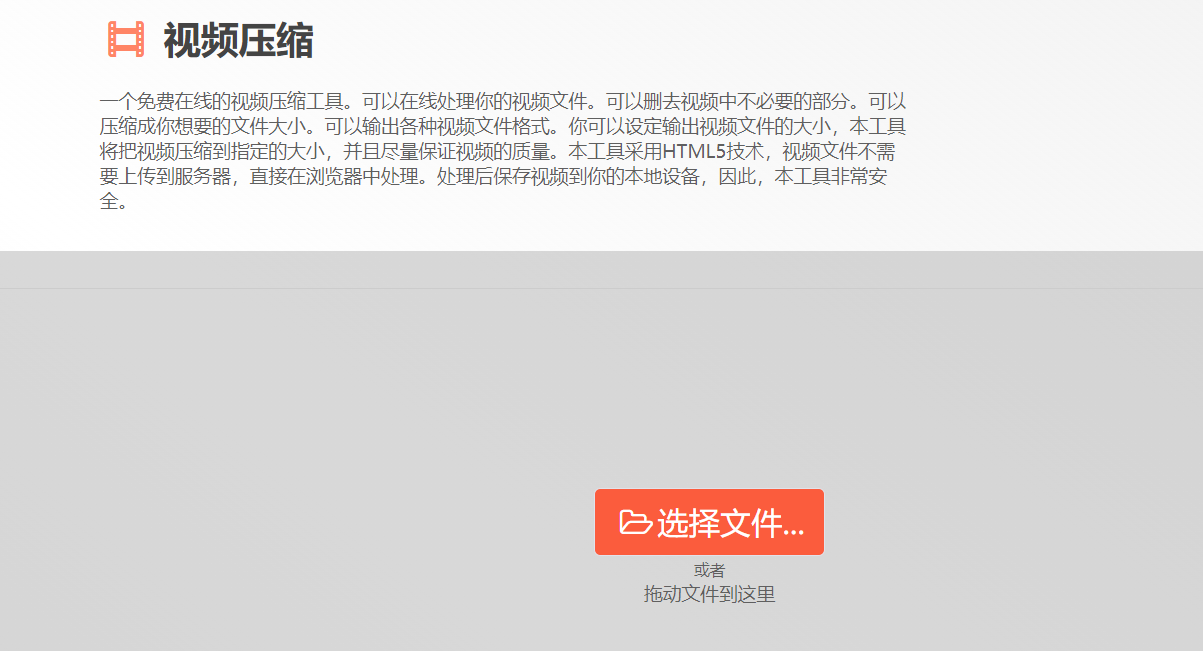 视频压缩
一个免费在线的视频压缩工具。可以在线处理你的视频文件。可以删去视频中不必要的部分。可以
压缩成你想要的文件大小。可以输出各种视频文件格式。你可以设定输出视频文件的大小，本工具
将把视频压缩到指定的大小，并且尽量保证视频的质量。本工具采用HTML5技术，视频文件不需
要上传到服务器，直接在浏览器中处理。处理后保存视频到你的本地设备，因此，本工具非常安
全。
选择文件...
或者
拖动文件到这里